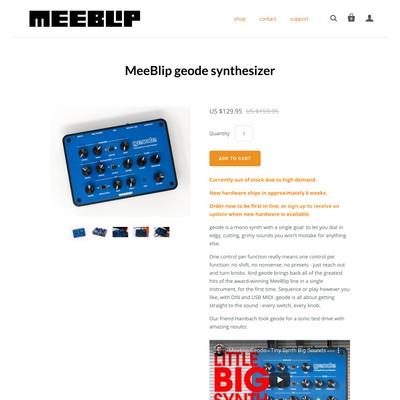 MEEBLIP
shop contact support
0
MeeBlip geode synthesizer
US $129.95 US $159.95
Quantity 1
ADD TO CART
Currently out of stock due to high demand.
New hardware ships in approximately 6 weeks.
Order now to be first in line, or sign up to receive an
update when new hardware is available.
geode is a mono synth with a single goal: to let you dial in
edgy, cutting, grimy sounds you won't mistake for anything
else.
One control per function really means one control per
function: no shift, no nonsense, no presets - just reach out
and turn knobs. And geode brings back all of the greatest
hits of the award-winning MeeBlip line in a single
instrument, for the first time. Sequence or play however you
like, with DIN and USB MIDI. geode is all about getting
straight to the sound - every switch, every knob.
Our friend Hainbach took geode for a sonic test drive with
amazing results:
geode
Meeblip Geode - Tiny Synth Big Sounds
LITTLE
BIG
SYNTH